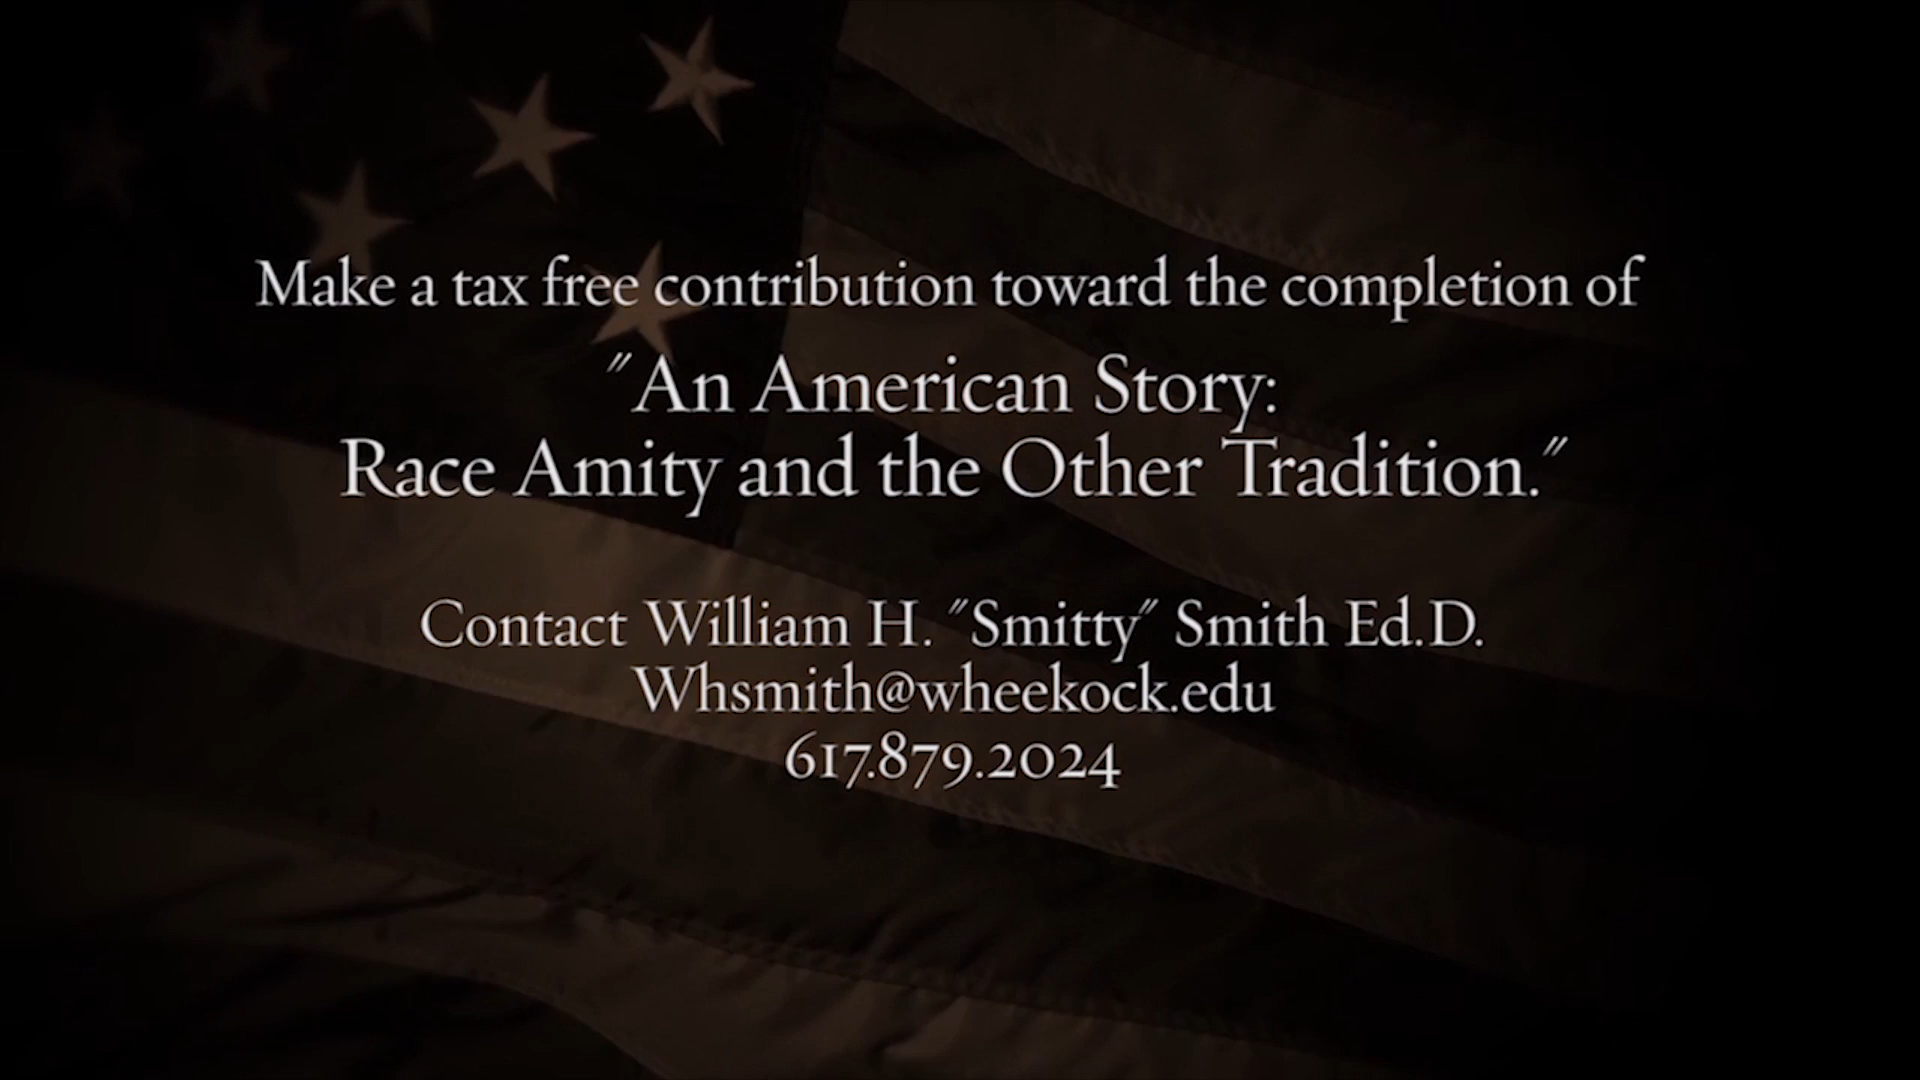 Make a tax free contribution toward the completion of
"An American Story:
Race Amity and the Other Tradition."
Contact William H. "Smitty" Smith Ed.D.
Whsmith@wheekock.edu
617.879.2024